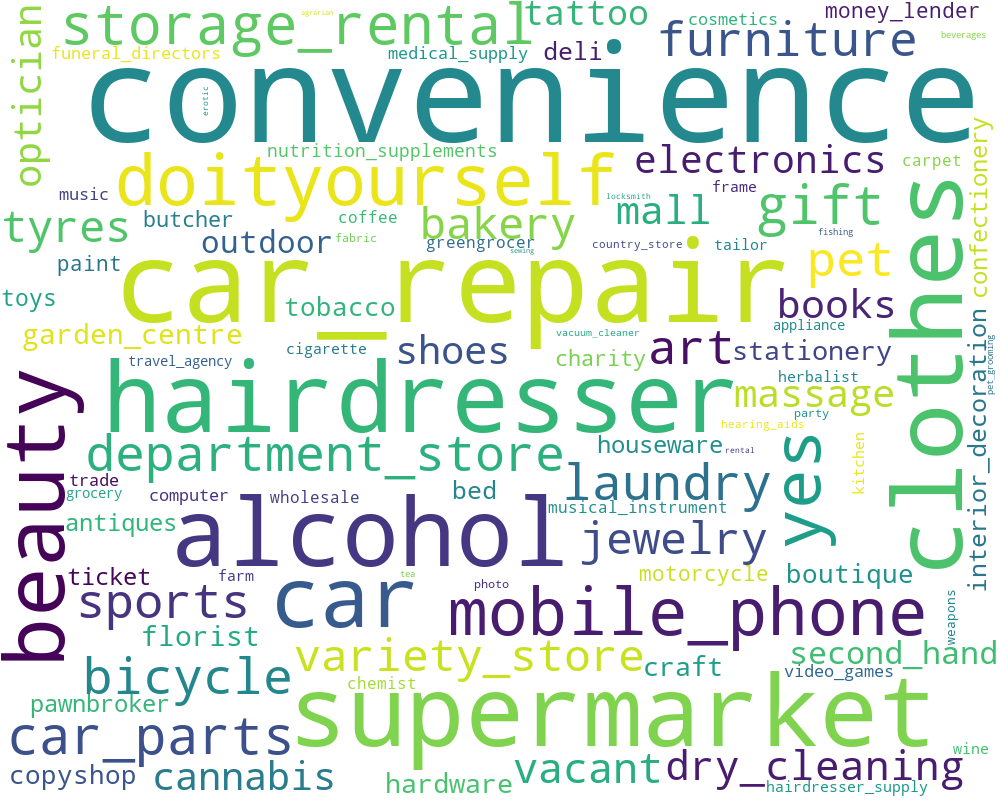 agrarian
storage_rental
tattoo
cosmetics
money_lender
optician
funeral_directors
medical_supply
deli
furniture
beverages
convenience
erotic
nutrition_supplements
electronics
carpet
confectionery
doityourself
music
butcher
coffee
bakery
locksmith
mall
frame
gift
clothes
tyres
outdoor
fabric
greengrocer
sewing
country_store
tailor
fishing
paint
car_repair
pet
toys
tobacco
books
garden_centre
cigarette
shoes
vacuum_cleaner
art
appliance
stationery
travel_agency
charity
herbalist
interior_decoration
pet_grooming
beauty
hairdresser
massage
party
hearing_aids
department_store
houseware
rental
yes
kitchen
trade
grocery
computer
wholesale
bed
laundry
antiques
alcohol
musical_instrument
jewelry
ticket
farm
tea
photo
motorcycle
boutique
sports
car
mobile_phone
weapons
florist
variety_store
craft
second_hand
bicycle
chemist
video_games
pawnbroker
supermarket
car_parts
wine
copyshop
cannabis
hardware
vacant
dry_cleaning
hairdresser_supply